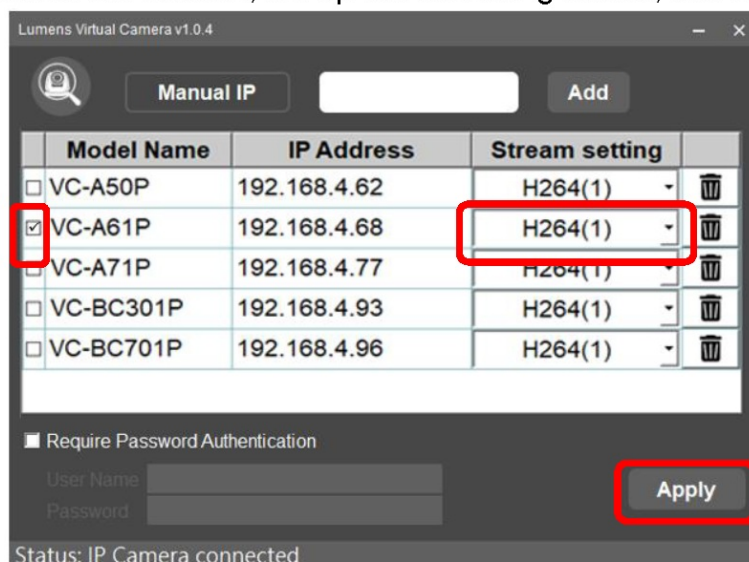 Lumens Virtual Camera v1.0.4
Manual IP Add
Model Name IP Address Stream setting
VC-A50P 192.168.4.62 H264(1)
VC-A61P 192.168.4.68 H264(1)
VC-A71P 192.168.4.77 H264(1)
VC-BC301P 192.168.4.93 H264(1)
VC-BC701P 192.168.4.96 H264(1)
Require Password Authentication
User Name
Password
Apply
Status: IP Camera connected